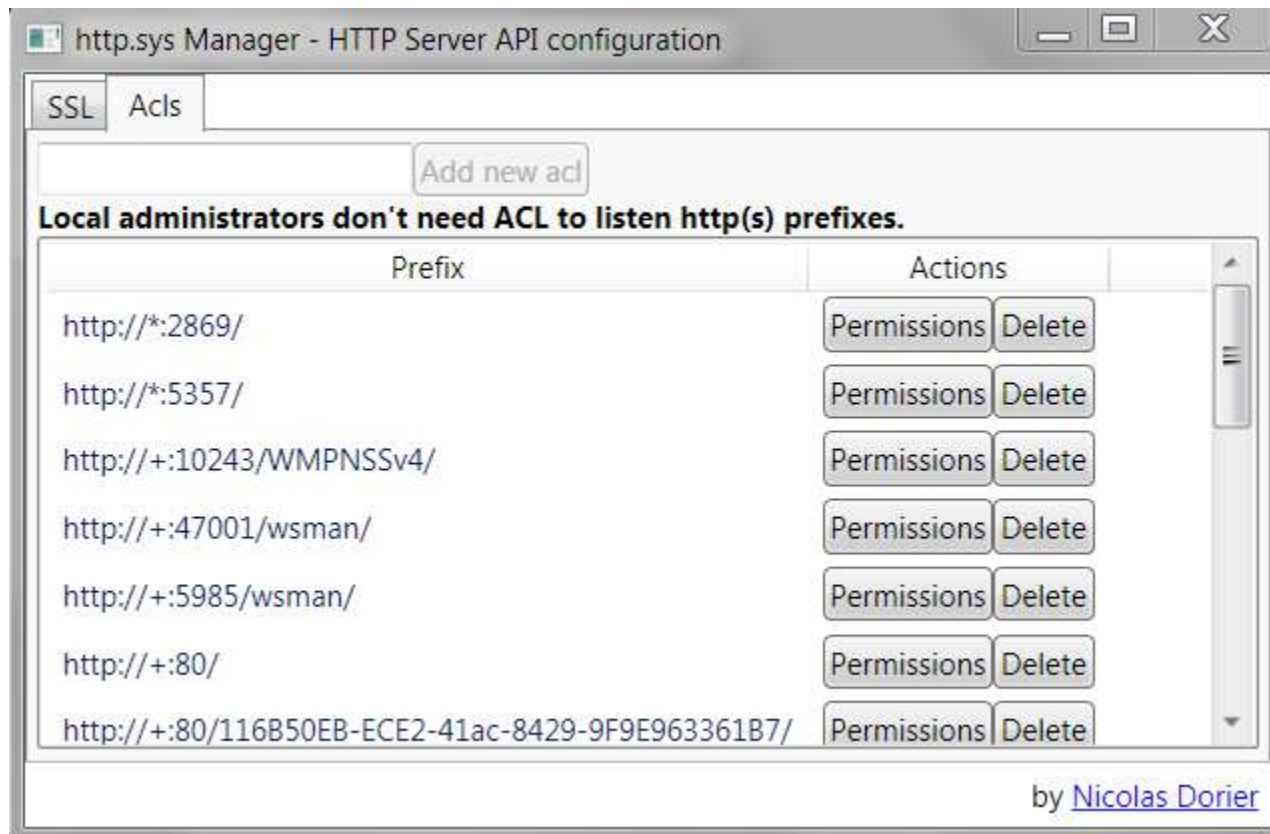 http.sys Manager - HTTP Server API configuration
SSL Acls
Add new acl
Local administrators don't need ACL to listen http(s) prefixes.
Prefix Actions
http://*:2869/ Permissions Delete
http://*:5357/ Permissions Delete
http://+:10243/WMPNSSv4/ Permissions Delete
http://+:47001/wsman/ Permissions Delete
http://+:5985/wsman/ Permissions Delete
http://+:80/ Permissions Delete
http://+:80/116B50EB-ECE2-41ac-8429-9F9E963361B7/ Permissions Delete
by Nicolas Dorier